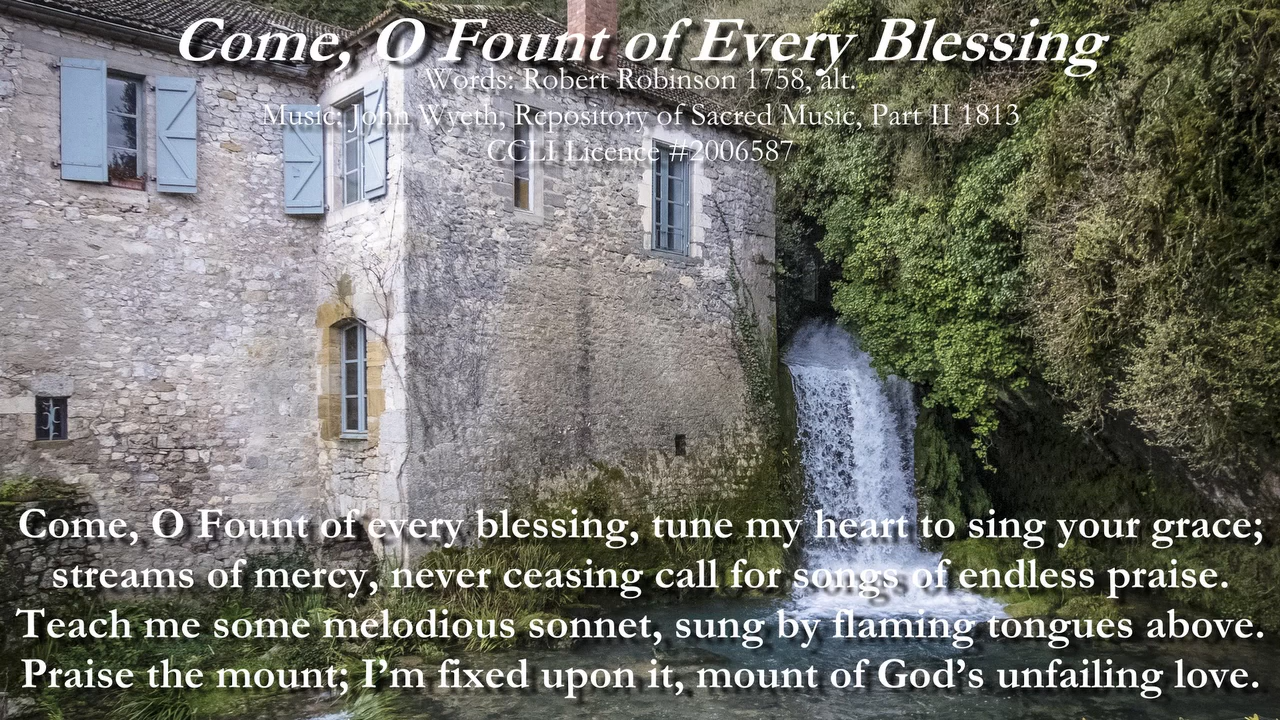 Come, O Fount of Every Blessing
Words: Robert Robinson 1758, alt.
Music: John Wyeth, Repository of Sacred Music, Part II 1813
CCLI Licence #2006587
Come, O Fount of every blessing, tune my heart to sing your grace;
streams of mercy, never ceasing call for songs of endless praise.
Teach me some melodious sonnet, sung by flaming tongues above.
Praise the mount; I’m fixed upon it, mount of God’s unfailing love.